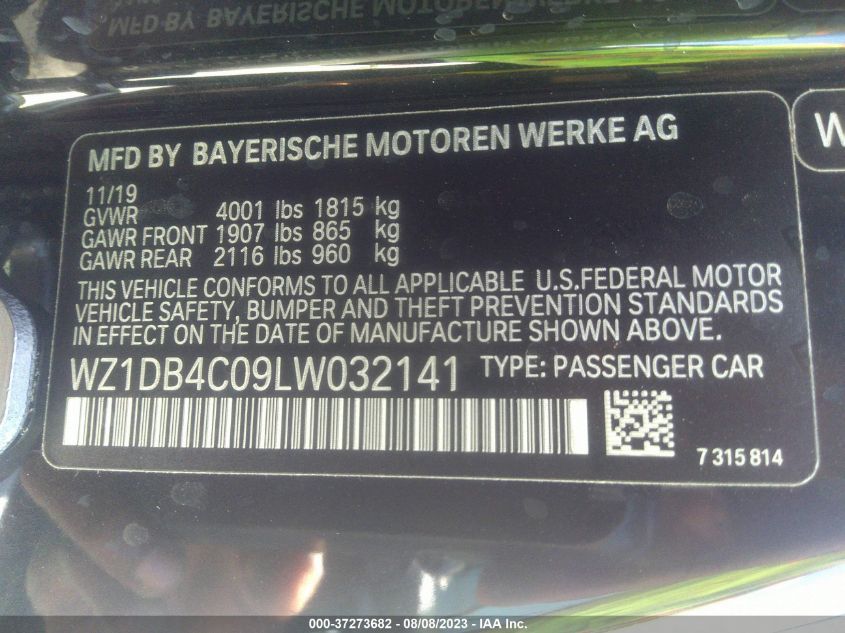 MFD BY BAYERISCHE MOTOREN WERKE AG
W
11/19
GVWR 4001 lbs 1815 kg
GAWR FRONT 1907 lbs 865 kg
GAWR REAR 2116 lbs 960 kg
THIS VEHICLE CONFORMS TO ALL APPLICABLE U.S.FEDERAL MOTOR
VEHICLE SAFETY, BUMPER AND THEFT PREVENTION STANDARDS
IN EFFECT ON THE DATE OF MANUFACTURE SHOWN ABOVE.
WZ1DB4C09LW032141 TYPE: PASSENGER CAR
7 315 814
000-37273682 - 08/08/2023 - IAA Inc.